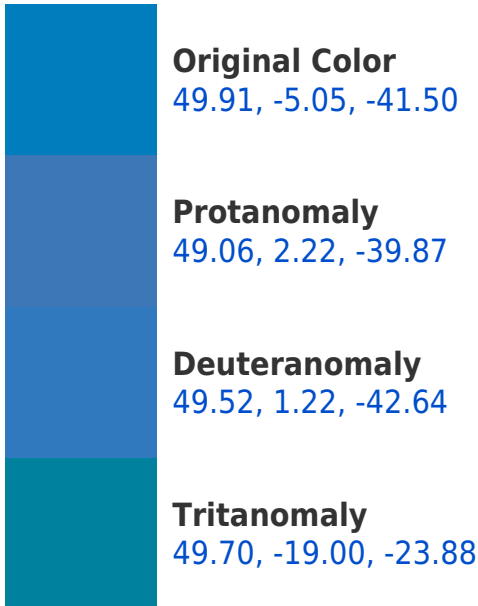 Original Color
49.91, -5.05, -41.50
Protanomaly
49.06, 2.22, -39.87
Deuteranomaly
49.52, 1.22, -42.64
Tritanomaly
49.70, -19.00, -23.88